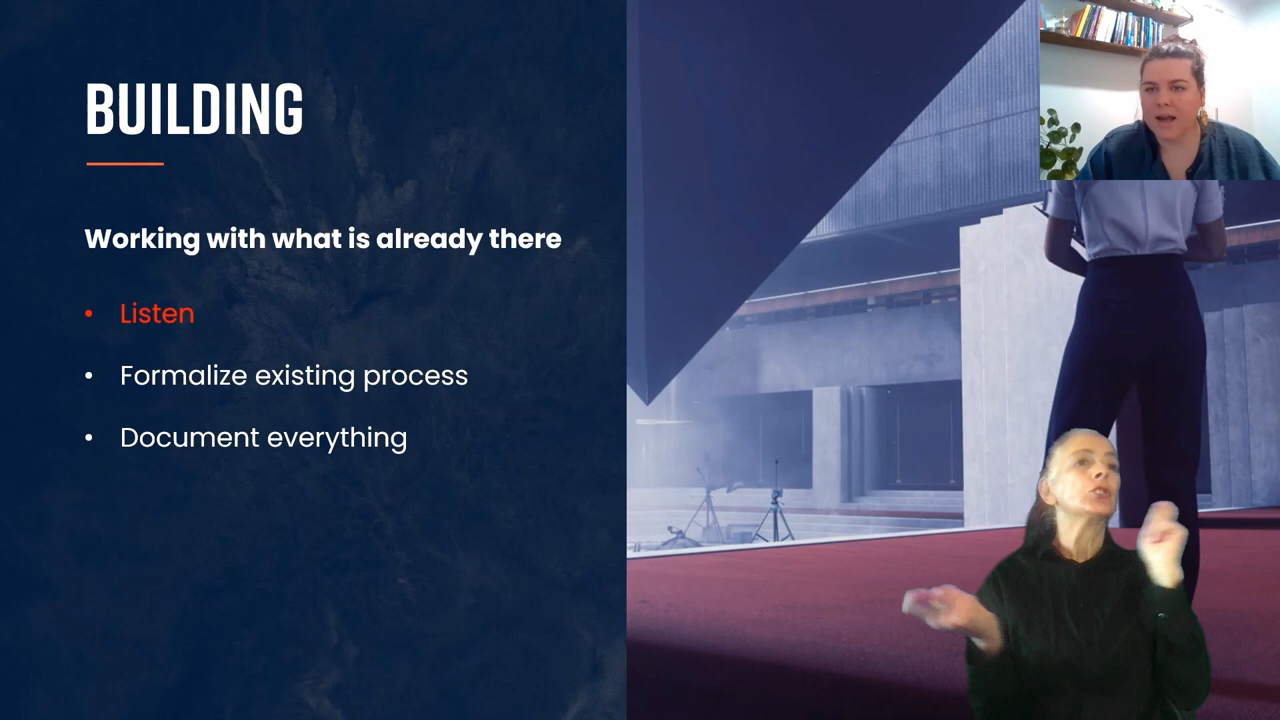 BUILDING
Working with what is already there
• Listen
• Formalize existing process
• Document everything